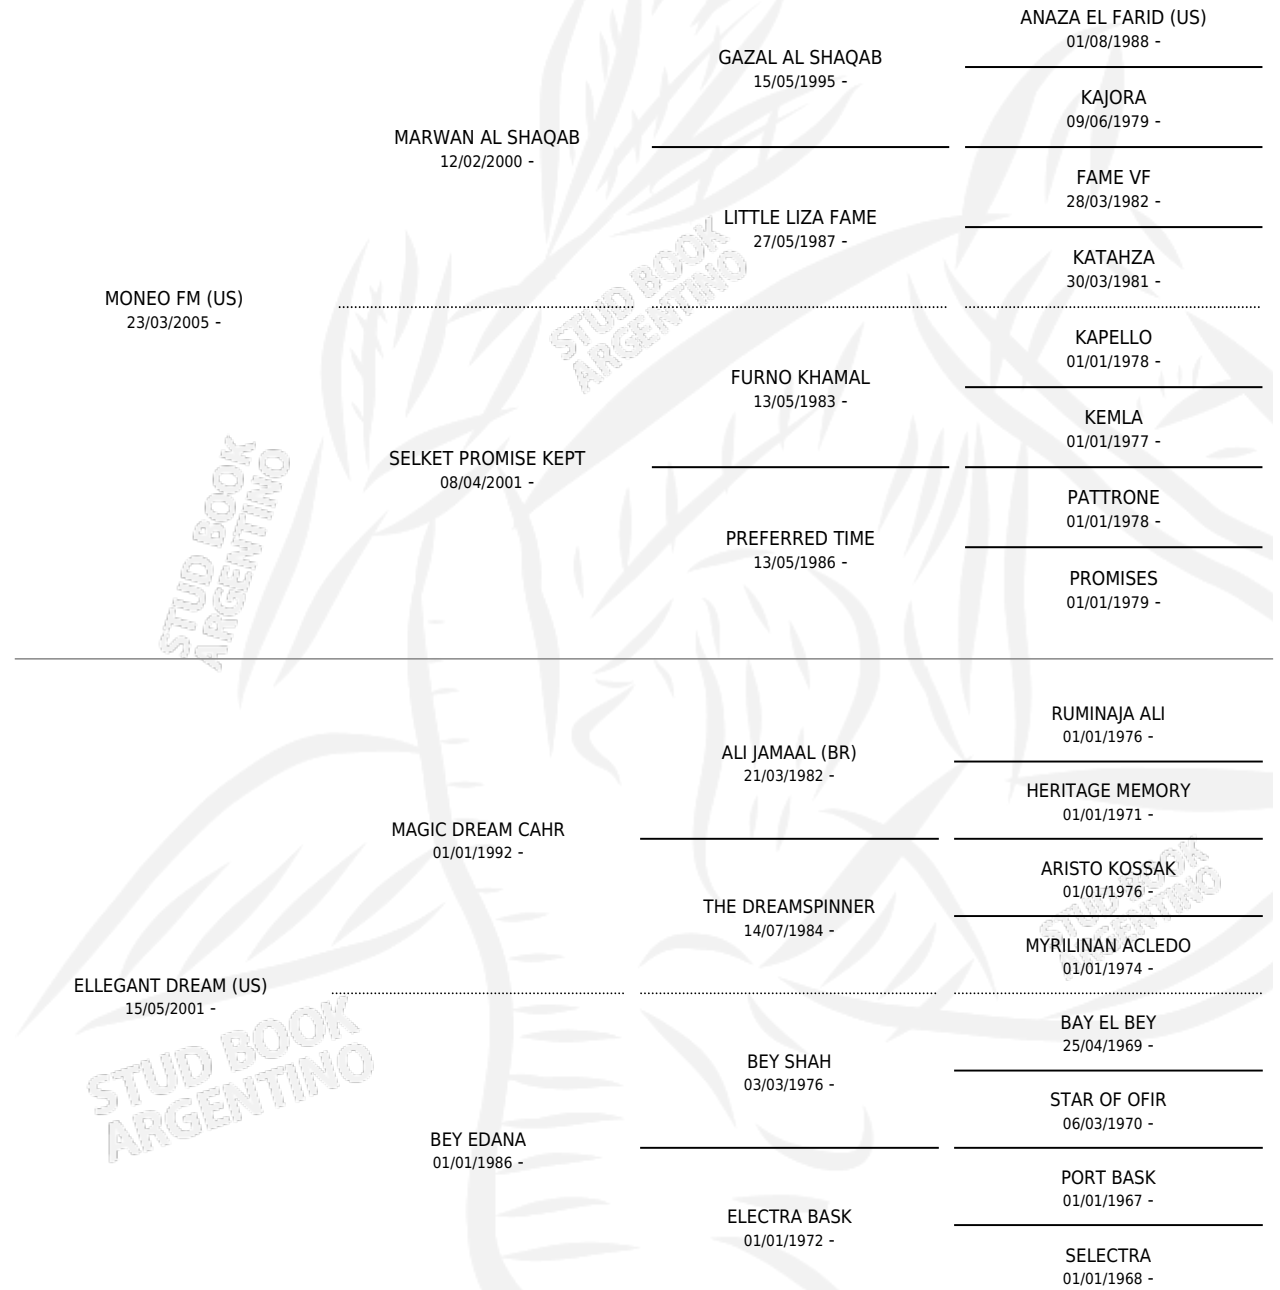 ANAZA EL FARID (US)
01/08/1988 -
GAZAL AL SHAQAB
15/05/1995 -
KAJORA
09/06/1979 -
MARWAN AL SHAQAB
12/02/2000 -
FAME VF
28/03/1982 -
LITTLE LIZA FAME
27/05/1987 -
KATAHZA
30/03/1981 -
MONEO FM (US)
23/03/2005 -
STUD BOOK
ARGENTINO
KAPELLO
01/01/1978 -
FURNO KHAMAL
13/05/1983 -
KEMLA
01/01/1977 -
SELKET PROMISE KEPT
08/04/2001 -
PATTRONE
01/01/1978 -
PREFERRED TIME
13/05/1986 -
PROMISES
01/01/1979 -
STUD BOOK
ARGENTINO
RUMINAJA ALI
01/01/1976 -
ALI JAMAAL (BR)
21/03/1982 -
HERITAGE MEMORY
01/01/1971 -
MAGIC DREAM CAHR
01/01/1992 -
ARISTO KOSSAK
01/01/1976 -
THE DREAMSPINNER
14/07/1984 -
MYRILINAN ACLEDO
01/01/1974 -
STUD BOOK
ARGENTINO
ELLEGANT DREAM (US)
15/05/2001 -
STUD BOOK
ARGENTINO
BAY EL BEY
25/04/1969 -
BEY SHAH
03/03/1976 -
STAR OF OFIR
06/03/1970 -
BEY EDANA
01/01/1986 -
PORT BASK
01/01/1967 -
ELECTRA BASK
01/01/1972 -
SELECTRA
01/01/1968 -